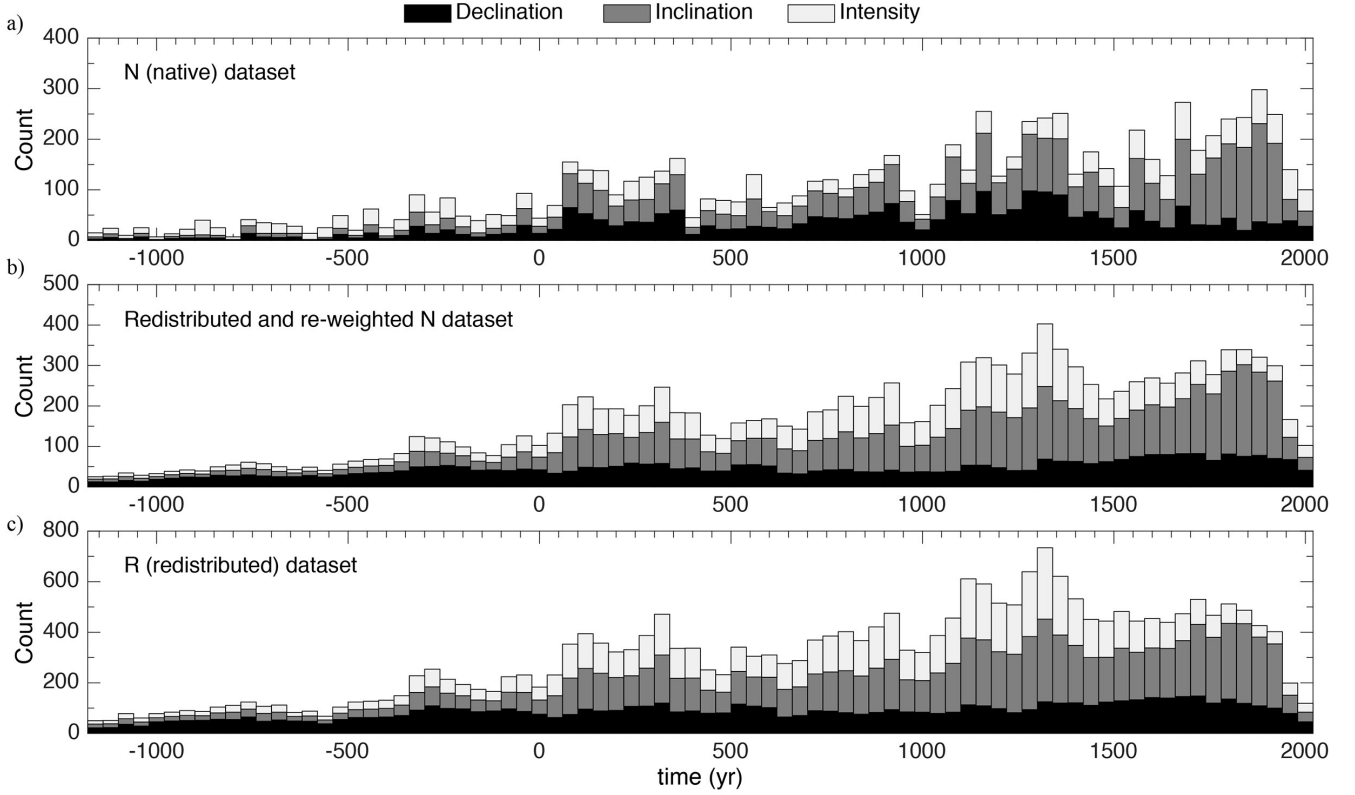 Declination Inclination Intensity
a)
400
300
200
100
0
Count
N (native) dataset
-1000 -500 0 500 1000 1500 2000
b)
500
400
300
200
100
0
Count
Redistributed and re-weighted N dataset
-1000 -500 0 500 1000 1500 2000
c)
800
600
400
200
0
Count
R (redistributed) dataset
-1000 -500 0 500 1000 1500 2000
time (yr)